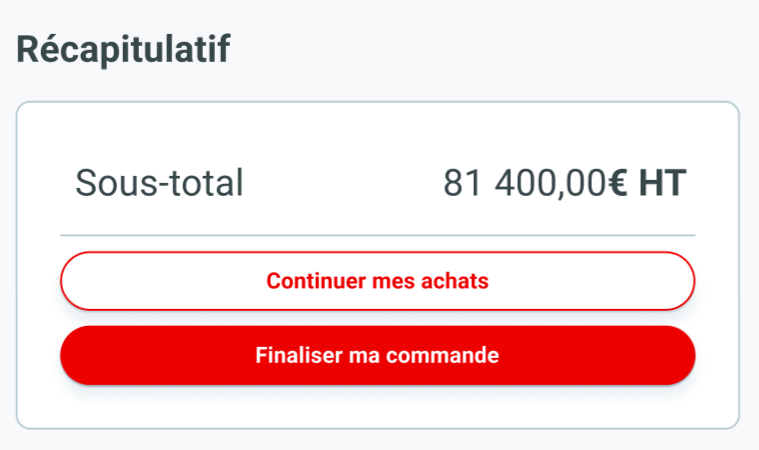 Récapitulatif
Sous-total 81 400,00€ HT
Continuer mes achats
Finaliser ma commande